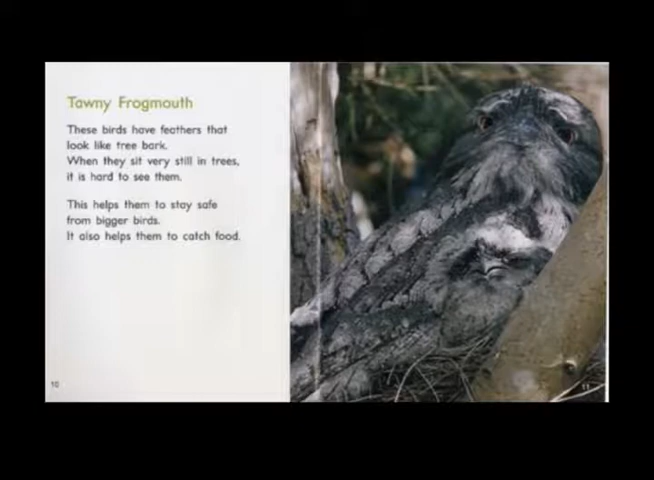 Tawny Frogmouth
These birds have feathers that
look like tree bark.
When they sit very still in trees,
it is hard to see them.
This helps them to stay safe
from bigger birds.
It also helps them to catch food.
10
11